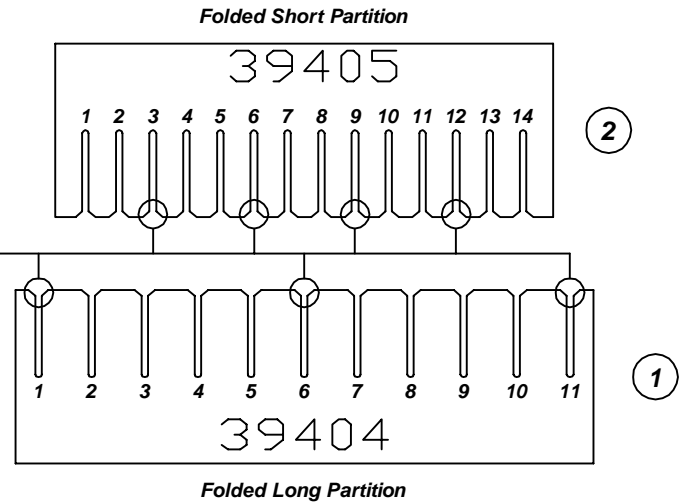 Folded Short Partition
39405
1 2 3 4 5 6 7 8 9 10 11 12 13 14
2
1 2 3 4 5 6 7 8 9 10 11
1
39404
Folded Long Partition